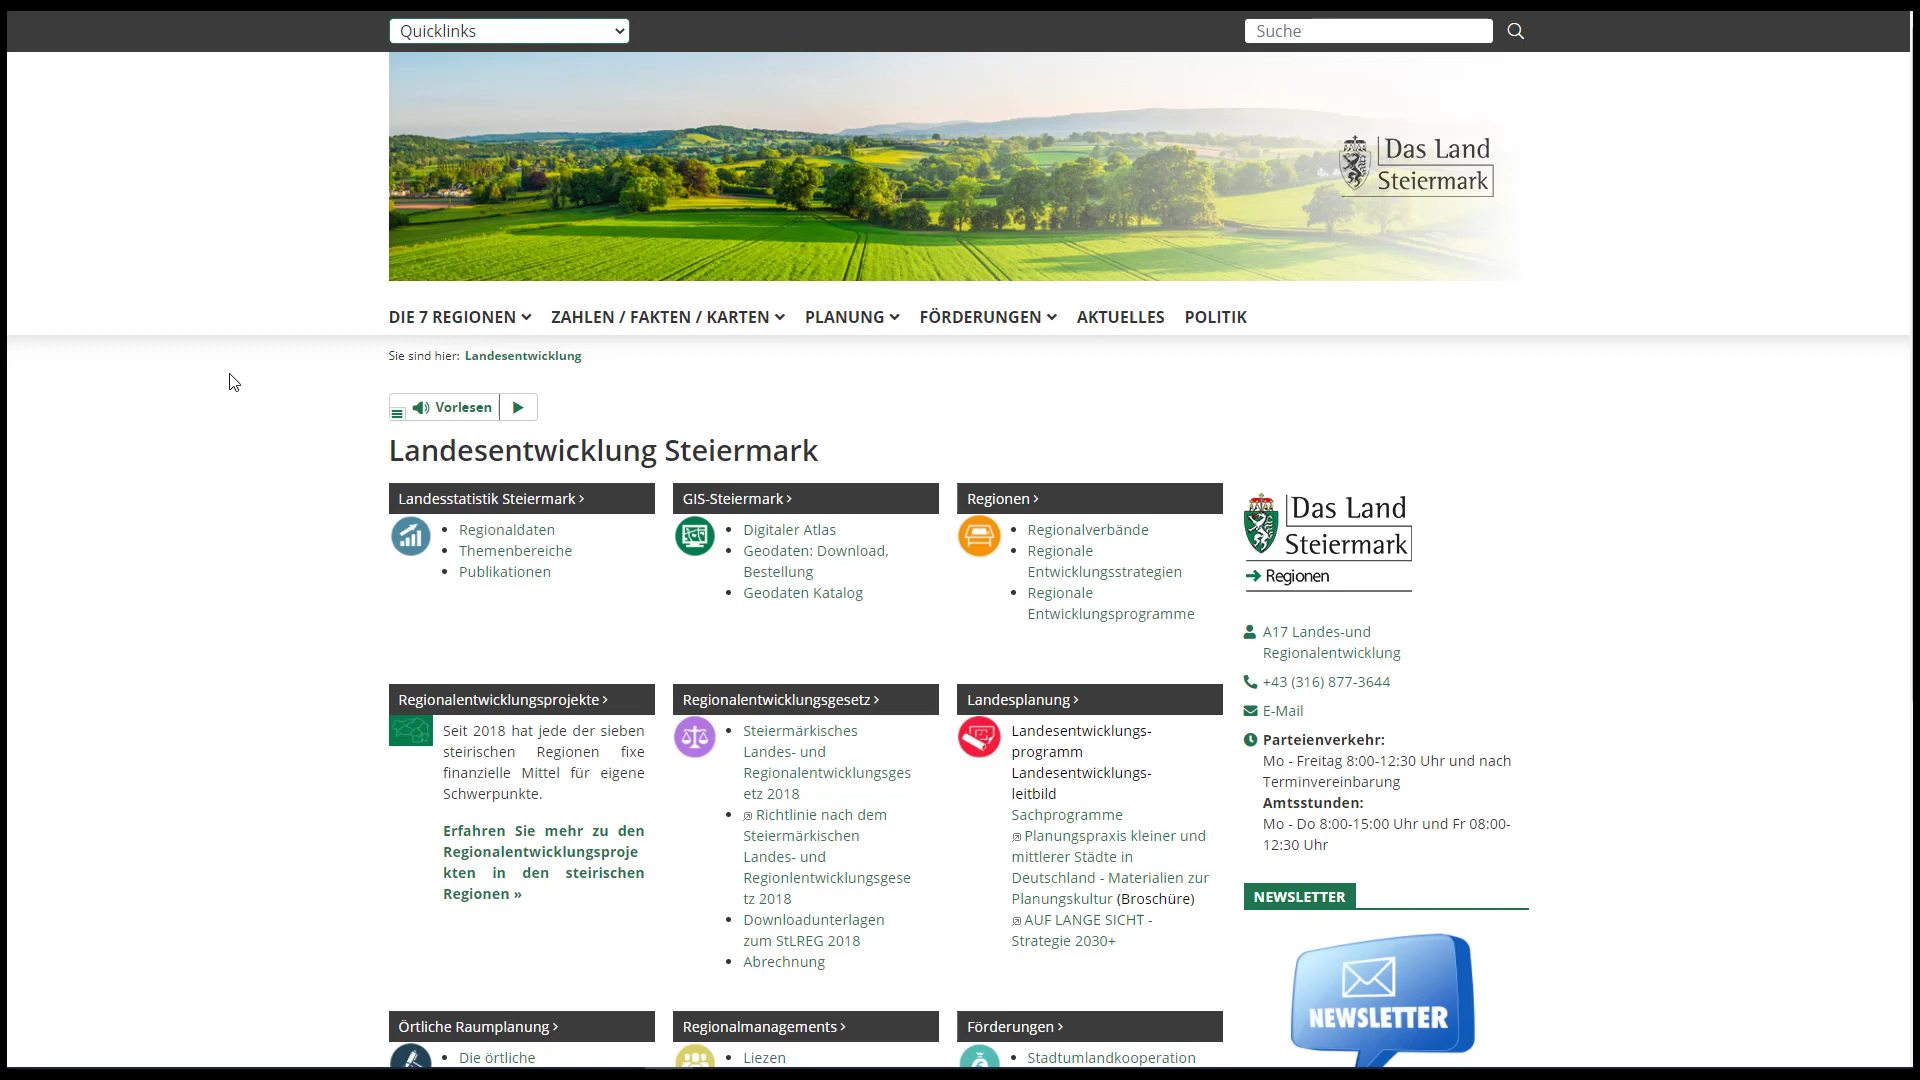 Quicklinks
Suche
Das Land
Steiermark
DIE 7 REGIONEN
ZAHLEN / FAKTEN / KARTEN
PLANUNG
FÖRDERUNGEN
AKTUELLES
POLITIK
Sie sind hier: Landesentwicklung
Vorlesen
Landesentwicklung Steiermark
Landesstatistik Steiermark ›
Regionaldaten
Themenbereiche
Publikationen
GIS-Steiermark ›
Digitaler Atlas
Geodaten: Download,
Bestellung
Geodaten Katalog
Regionen ›
Regionalverbände
Regionale
Entwicklungsstrategien
Regionale
Entwicklungsprogramme
Regionalentwicklungsprojekte ›
Seit 2018 hat jede der sieben
steirischen Regionen fixe
finanzielle Mittel für eigene
Schwerpunkte.
Erfahren Sie mehr zu den
Regionalentwicklungsproje
kten in den steirischen
Regionen »
Regionalentwicklungsgesetz ›
Steiermärkisches
Landes- und
Regionalentwicklungsges
etz 2018
Richtlinie nach dem
Steiermärkischen
Landes- und
Regionlentwicklungsgese
tz 2018
Downloadunterlagen
zum StLREG 2018
Abrechnung
Landesplanung ›
Landesentwicklungs-
programm
Landesentwicklungs-
leitbild
Sachprogramme
Planungspraxis kleiner und
mittlerer Städte in
Deutschland - Materialien zur
Planungskultur (Broschüre)
AUF LANGE SICHT -
Strategie 2030+
Örtliche Raumplanung ›
Die örtliche
Regionalmanagements ›
Liezen
Förderungen ›
Stadtumlandkooperation
Das Land
Steiermark
Regionen
A17 Landes-und
Regionalentwicklung
+43 (316) 877-3644
E-Mail
Parteienverkehr:
Mo - Freitag 8:00-12:30 Uhr und nach
Terminvereinbarung
Amtsstunden:
Mo - Do 8:00-15:00 Uhr und Fr 08:00-
12:30 Uhr
NEWSLETTER
NEWSLETTER